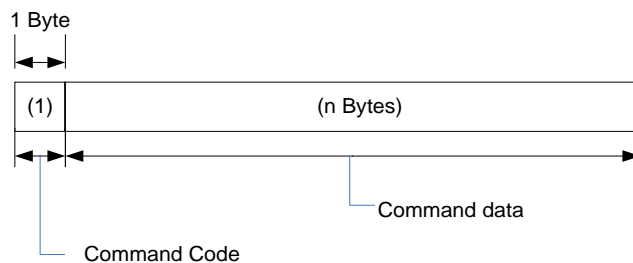 1 Byte
(1)
(n Bytes)
Command data
Command Code